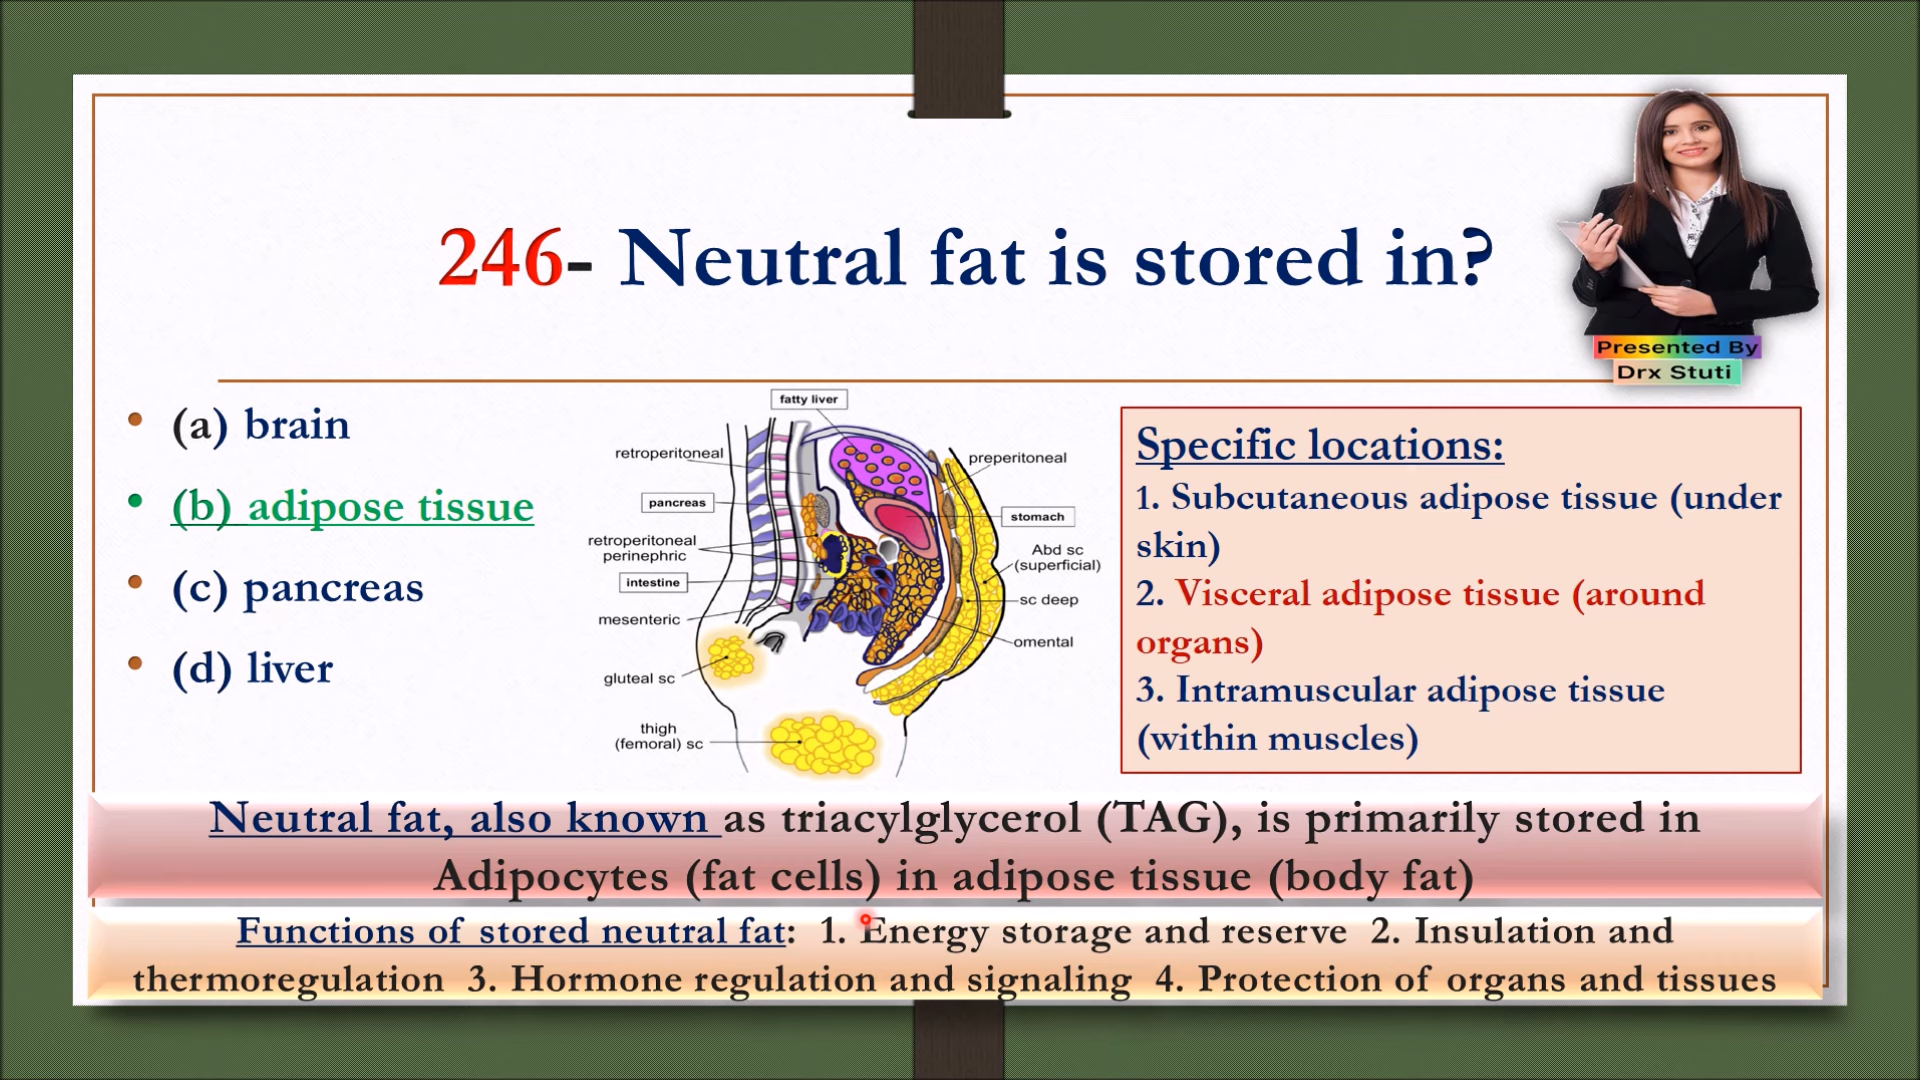 246- Neutral fat is stored in?
Presented By
Drx Stuti
(a) brain
(b) adipose tissue
(c) pancreas
(d) liver
fatty liver
retroperitoneal
preperitoneal
pancreas
stomach
retroperitoneal
perinephric
Abd sc
(superficial)
intestine
sc deep
mesenteric
omental
gluteal sc
thigh
(femoral) sc
Specific locations:
1. Subcutaneous adipose tissue (under
skin)
2. Visceral adipose tissue (around
organs)
3. Intramuscular adipose tissue
(within muscles)
Neutral fat, also known as triacylglycerol (TAG), is primarily stored in
Adipocytes (fat cells) in adipose tissue (body fat)
Functions of stored neutral fat: 1. Energy storage and reserve 2. Insulation and
thermoregulation 3. Hormone regulation and signaling 4. Protection of organs and tissues